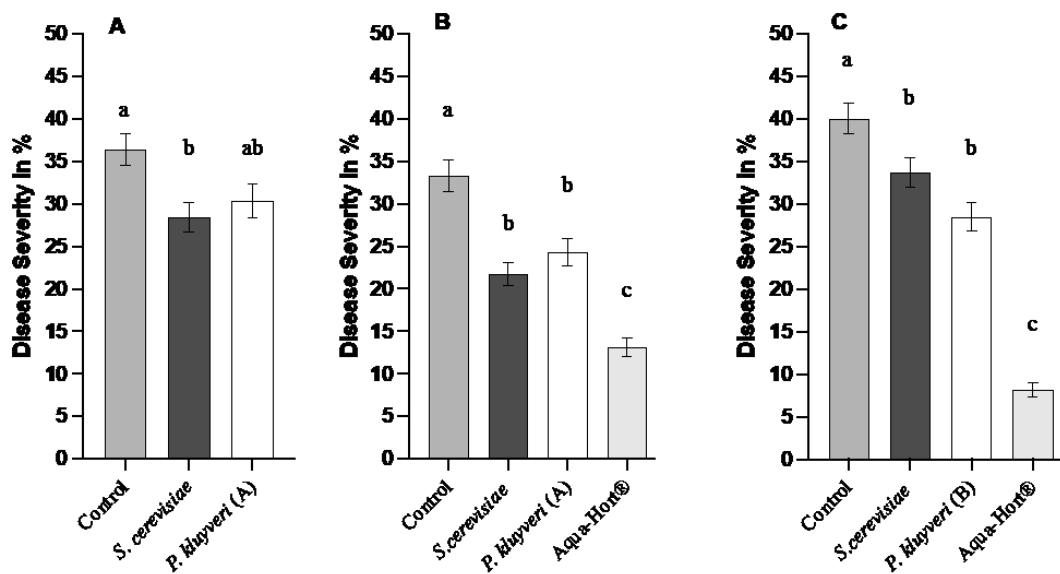 A
Disease Severity In %
50
45
40
35
30
25
20
15
10
5
0
a
b
ab
Control
S. cerevisiae
P. kluyveri (A)
B
Disease Severity In %
50
45
40
35
30
25
20
15
10
5
0
a
b
b
c
Control
S.cerevisiae
P. kluyveri (A)
Aqua-Hort®
C
Disease Severity In %
50
45
40
35
30
25
20
15
10
5
0
a
b
b
c
Control
S.cerevisiae
P. kluyveri (B)
Aqua-Hort®